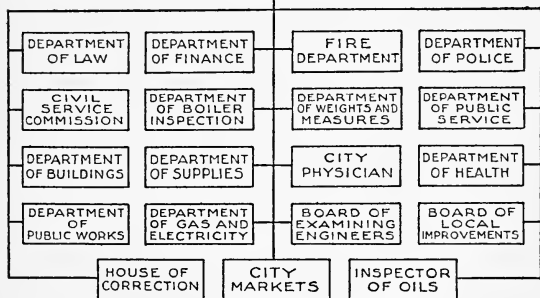 DEPARTMENT
OF LAW
DEPARTMENT
OF FINANCE
FIRE
DEPARTMENT
DEPARTMENT
OF POLICE
CIVIL
SERVICE
COMMISSION
DEPARTMENT
OF BOILER
INSPECTION
DEPARTMENT
OF WEIGHTS AND
MEASURES
DEPARTMENT
OF PUBLIC
SERVICE
DEPARTMENT
OF BUILDINGS
DEPARTMENT
OF SUPPLIES
CITY
PHYSICIAN
DEPARTMENT
OF HEALTH
DEPARTMENT
OF
PUBLIC WORKS
DEPARTMENT
OF GAS AND
ELECTRICITY
BOARD OF
EXAMINING
ENGINEERS
BOARD OF
LOCAL
IMPROVEMENTS
HOUSE OF
CORRECTION
CITY
MARKETS
INSPECTOR
OF OILS